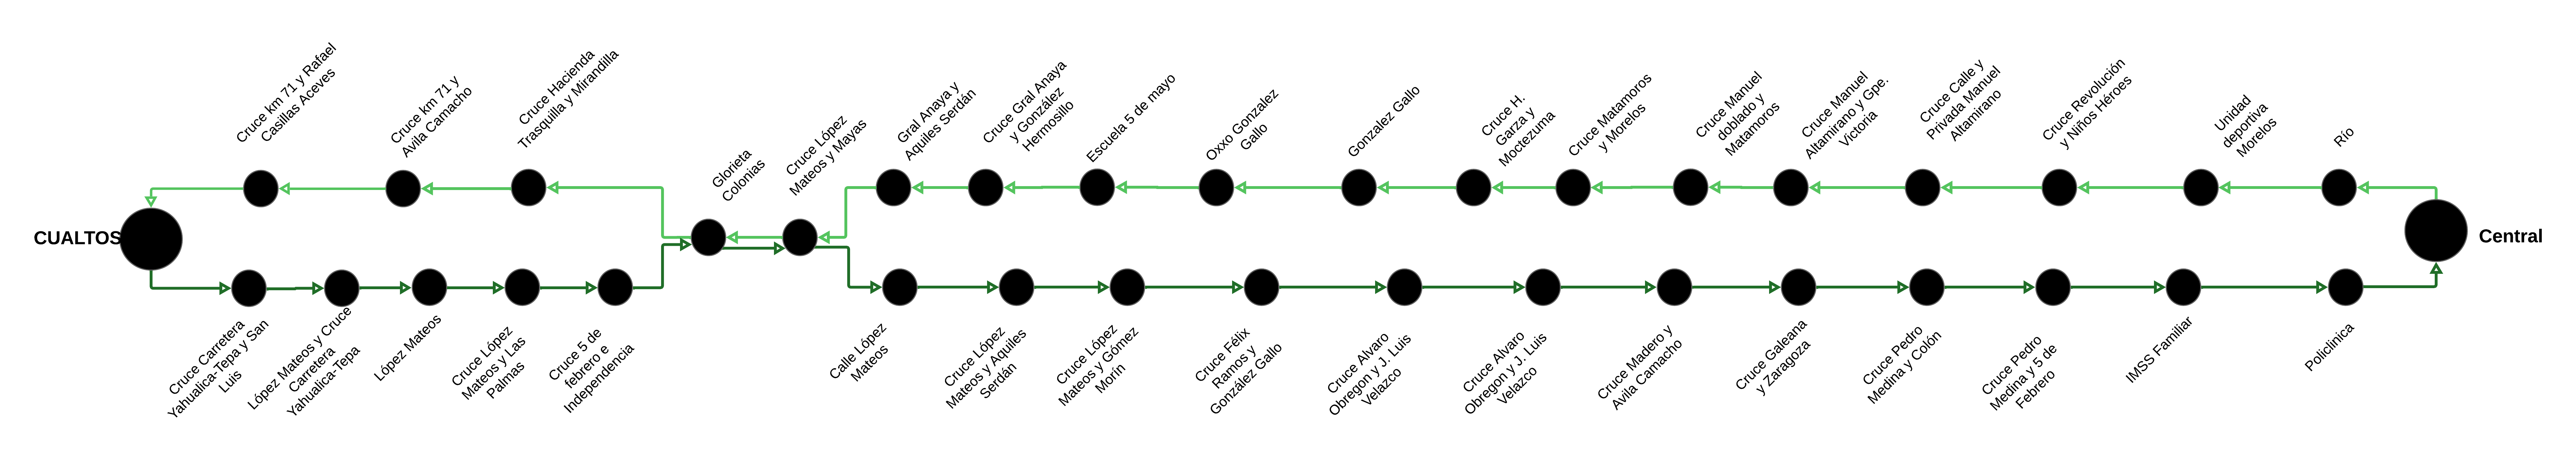 Cruce km 71 y Rafael
Casillas Aceves
Cruce km 71 y
Avila Camacho
Cruce Hacienda
Trasquilla y Mirandilla
Glorieta
Colonias
Cruce López
Mateos y Mayas
Gral Anaya y
Aquiles Serdán
Cruce Gral Anaya
y González
Hermosillo
Escuela 5 de mayo
Oxxo Gonzalez
Gallo
Gonzalez Gallo
Cruce H.
Garza y
Moctezuma
Cruce Matamoros
y Morelos
Cruce Manuel
doblado y
Matamoros
Cruce Manuel
Altamirano y Gpe.
Victoria
Cruce Calle y
Privada Manuel
Altamirano
Cruce Revolución
y Niños Héroes
Unidad
deportiva
Morelos
Río
CUALTOS
Central
Cruce Carretera
Yahualica-Tepa y San
Luis
López Mateos y Cruce
Carretera
Yahualica-Tepa
López Mateos
Cruce López
Mateos y Las
Palmas
Cruce 5 de
febrero e
Independencia
Calle López
Mateos
Cruce López
Mateos y Aquiles
Serdán
Cruce López
Mateos y Gómez
Morín
Cruce Félix
Ramos y
González Gallo
Cruce Alvaro
Obregon y J. Luis
Velazco
Cruce Alvaro
Obregon y J. Luis
Velazco
Cruce Madero y
Avila Camacho
Cruce Galeana
y Zaragoza
Cruce Pedro
Medina y Colón
Cruce Pedro
Medina y 5 de
Febrero
IMSS Familiar
Policlinica